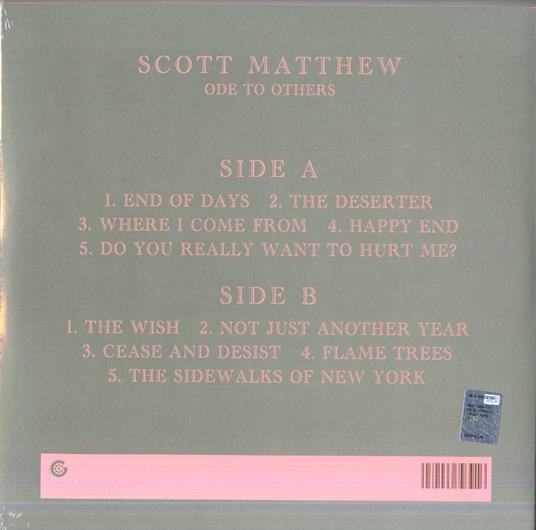 SCOTT MATTHEW
ODE TO OTHERS
SIDE A
1. END OF DAYS 2. THE DESERTER
3. WHERE I COME FROM 4. HAPPY END
5. DO YOU REALLY WANT TO HURT ME?
SIDE B
1. THE WISH 2. NOT JUST ANOTHER YEAR
3. CEASE AND DESIST 4. FLAME TREES
5. THE SIDEWALKS OF NEW YORK